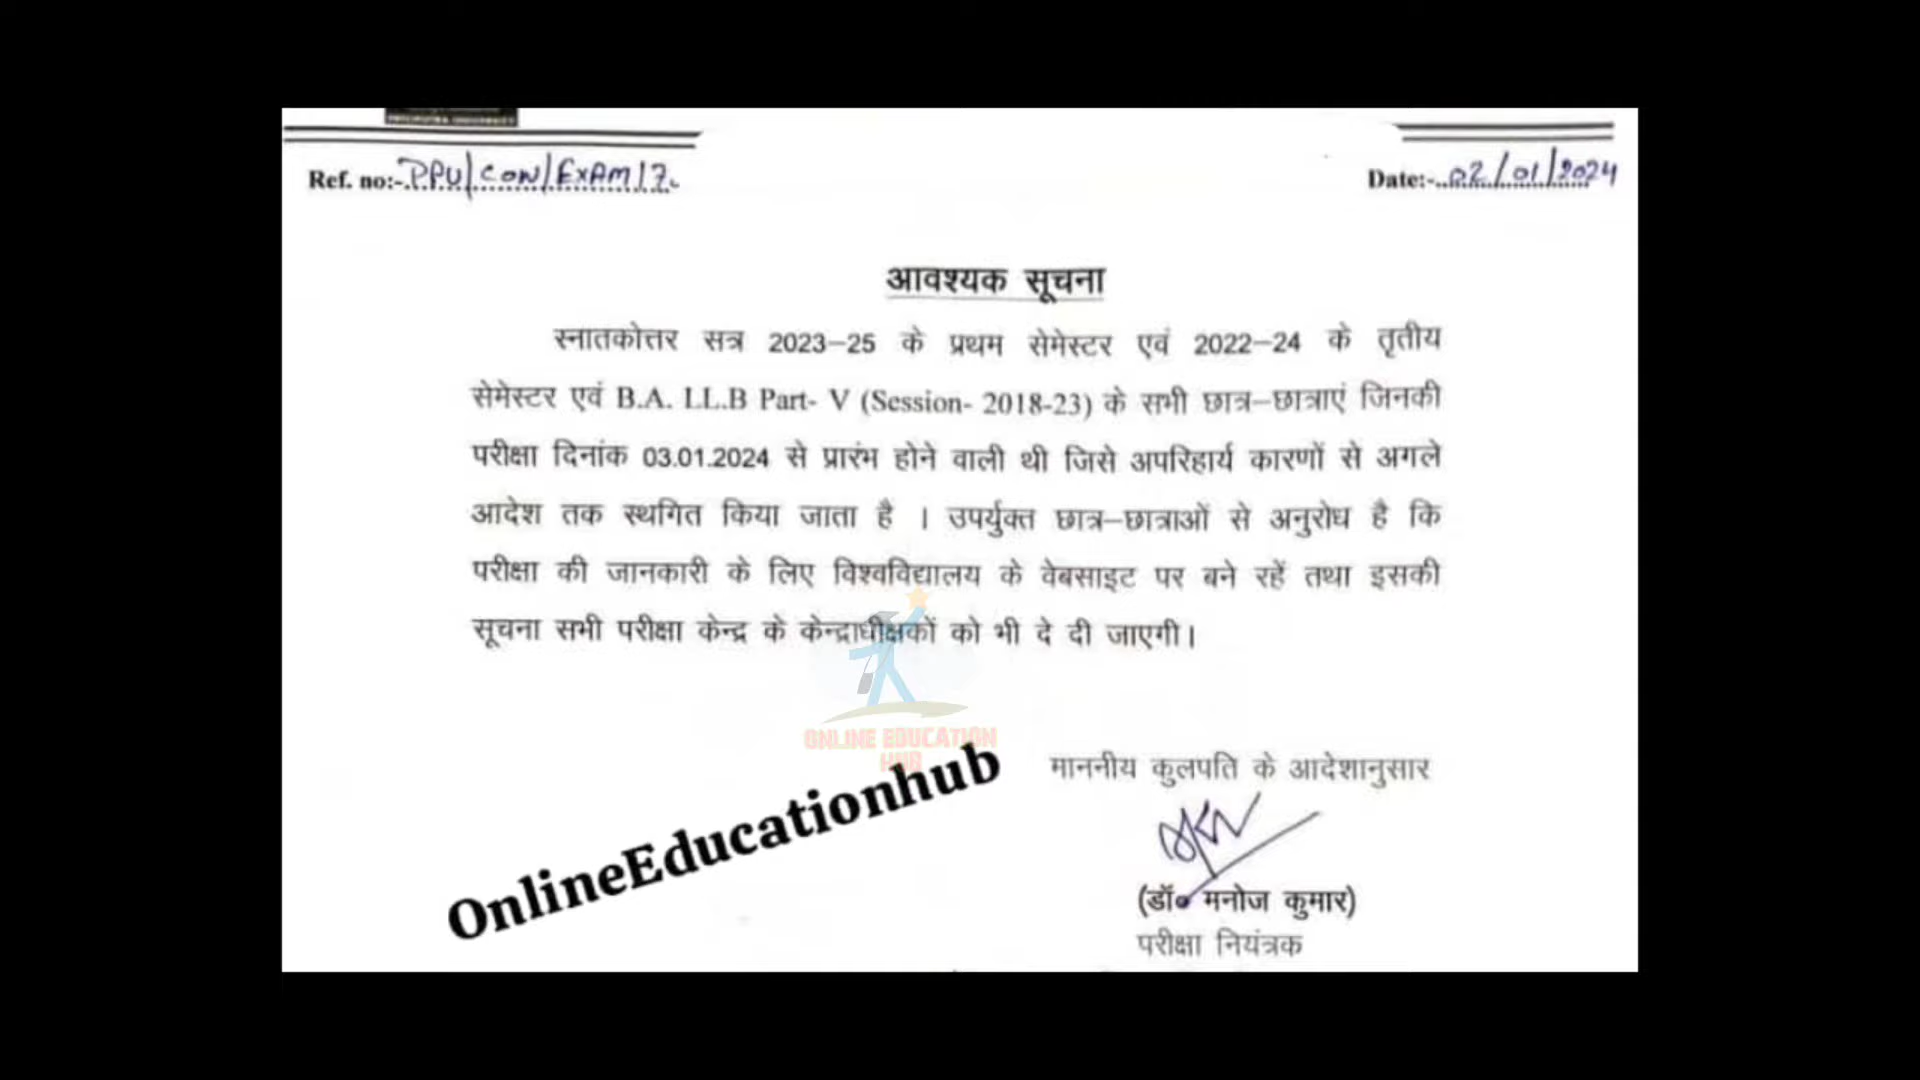 Ref. no:-.PPU/CON/EXAM/7.
Date:-..02/01/2024
आवश्यक सूचना
स्नातकोत्तर सत्र 2023–25 के प्रथम सेमेस्टर एवं 2022–24 के तृतीय
सेमेस्टर एवं B.A. LL.B Part- V (Session- 2018-23) के सभी छात्र–छात्राएं जिनकी
परीक्षा दिनांक 03.01.2024 से प्रारंभ होने वाली थी जिसे अपरिहार्य कारणों से अगले
आदेश तक स्थगित किया जाता है । उपर्युक्त छात्र–छात्राओं से अनुरोध है कि
परीक्षा की जानकारी के लिए विश्वविद्यालय के वेबसाइट पर बने रहें तथा इसकी
सूचना सभी परीक्षा केन्द्र के केन्द्राधीक्षकों को भी दे दी जाएगी।
ONLINE EDUCATION
HUB
OnlineEducationhub
माननीय कुलपति के आदेशानुसार
(डॉ० मनोज कुमार)
परीक्षा नियंत्रक